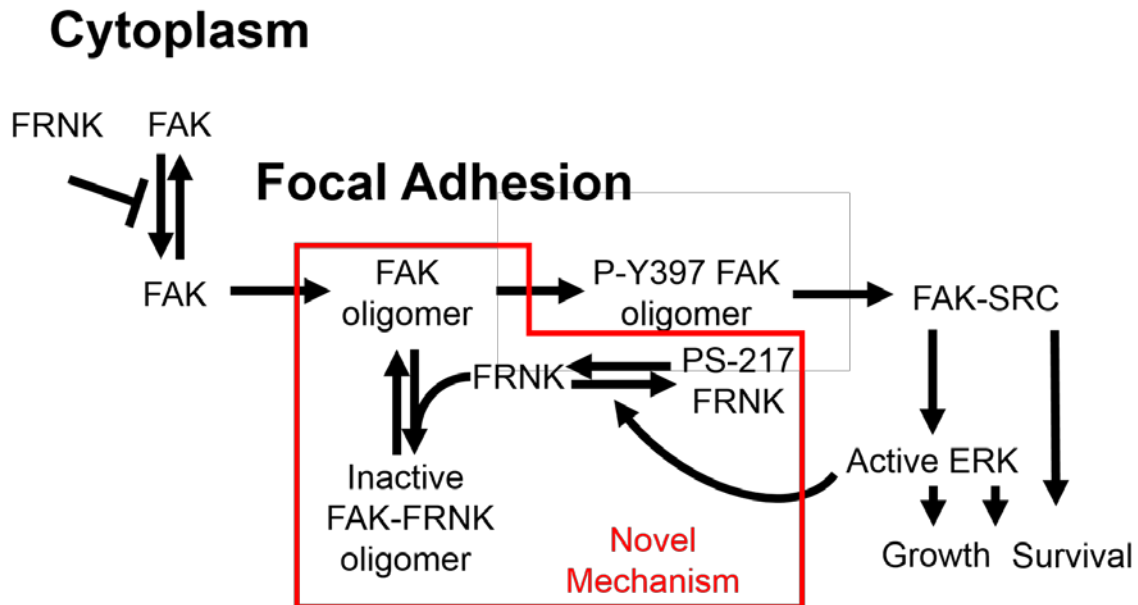 Cytoplasm
FRNK FAK
Focal Adhesion
FAK
FAK
oligomer
P-Y397 FAK
oligomer
FAK-SRC
FRNK
PS-217
FRNK
Active ERK
Inactive
FAK-FRNK
oligomer
Novel
Mechanism
Growth Survival